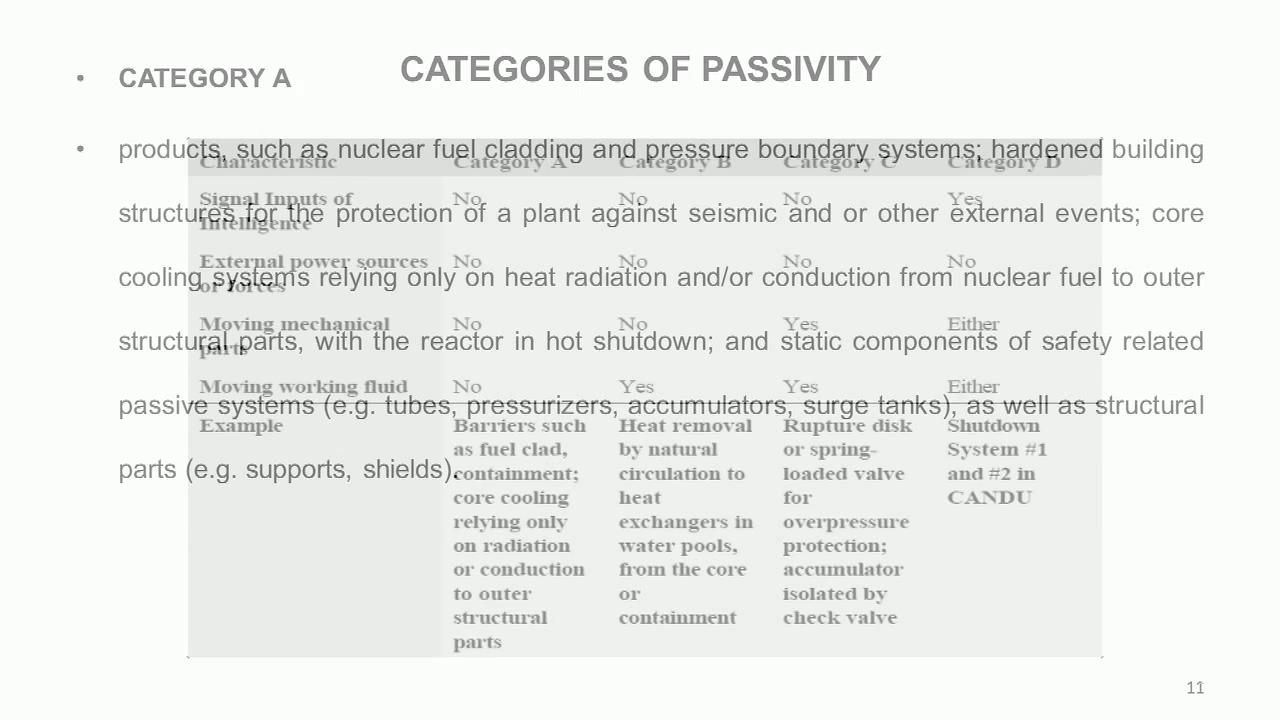 CATEGORIES OF PASSIVITY
• CATEGORY A
• products, such as nuclear fuel cladding and pressure boundary systems; hardened building
structures for the protection of a plant against seismic and or other external events; core
cooling systems relying only on heat radiation and/or conduction from nuclear fuel to outer
structural parts, with the reactor in hot shutdown; and static components of safety related
passive systems (e.g. tubes, pressurizers, accumulators, surge tanks), as well as structural
parts (e.g. supports, shields).
Characteristic Category A Category B Category C Category D
Signal Inputs of No No No Yes
Intelligence
External power sources No No No No
or forces
Moving mechanical No No Yes Either
parts
Moving working fluid No Yes Yes Either
Example Barriers such Heat removal Rupture disk Shutdown
as fuel clad, by natural or spring- System #1
containment; circulation to loaded valve and #2 in
core cooling heat for CANDU
relying only exchangers in overpressure
on radiation water pools, protection;
or conduction from the core accumulator
to outer or isolated by
structural containment check valve
parts
11